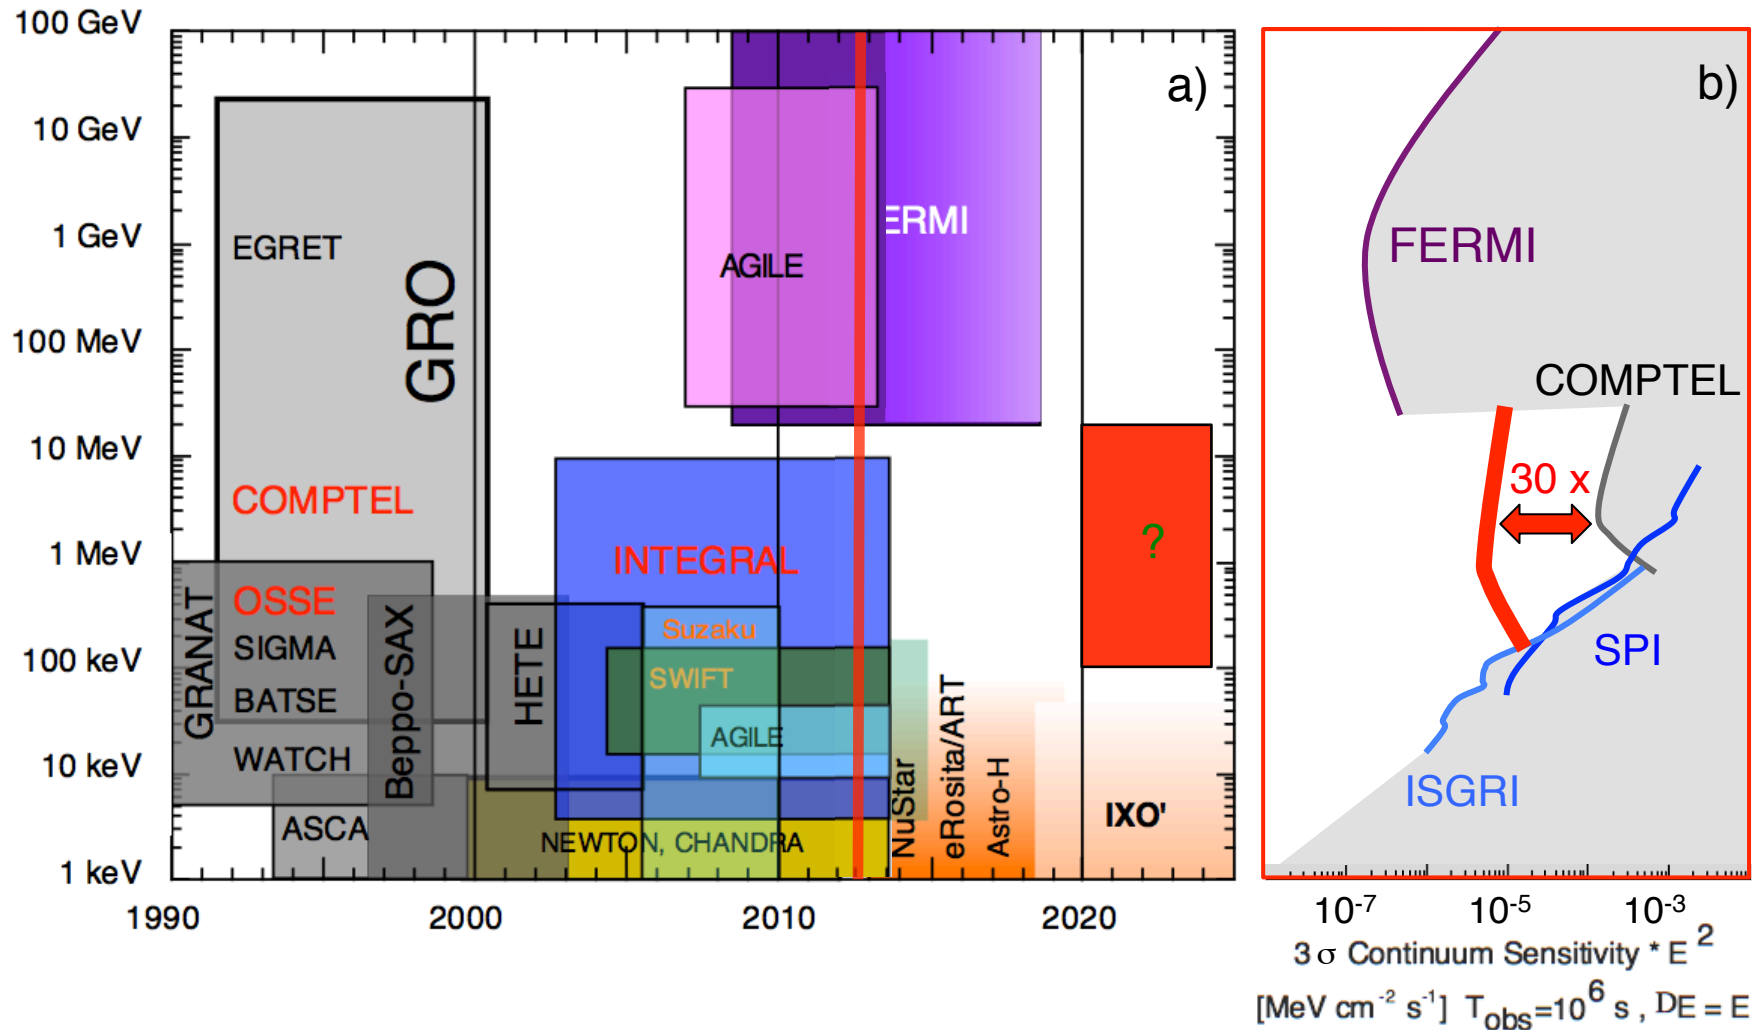 100 GeV
10 GeV
1 GeV
100 MeV
10 MeV
1 MeV
100 keV
10 keV
1 keV
1990
2000
2010
2020
a)
EGRET
GRO
COMPTEL
OSSE
SIGMA
BATSE
WATCH
GRANAT
Beppo-SAX
ASCA
HETE
INTEGRAL
Suzaku
SWIFT
AGILE
NEWTON, CHANDRA
AGILE
ERMI
NuStar
eRosita/ART
Astro-H
IXO'
?
b)
FERMI
COMPTEL
30 x
SPI
ISGRI
10-7
10-5
10-3
3 σ Continuum Sensitivity * E 2
[MeV cm-2 s-1] Tobs=106 s , DE = E